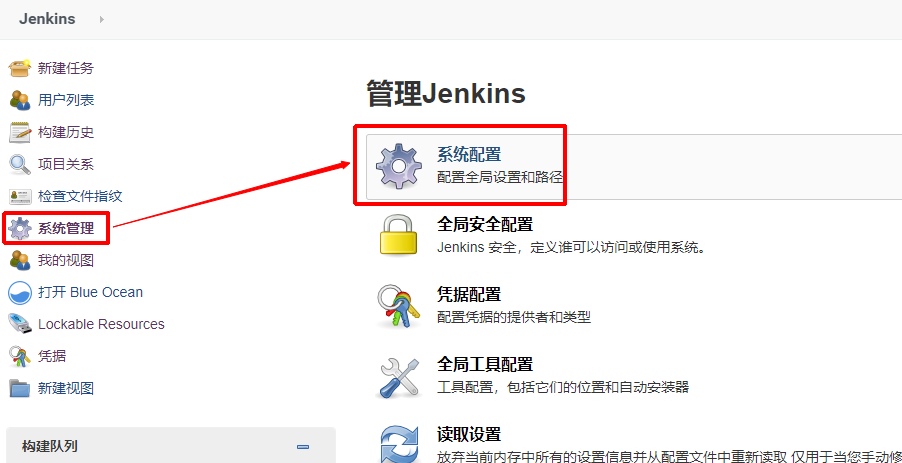 Jenkins
新建任务
用户列表
构建历史
项目关系
检查文件指纹
系统管理
我的视图
打开 Blue Ocean
Lockable Resources
凭据
新建视图
构建队列
管理Jenkins
系统配置
配置全局设置和路径
全局安全配置
Jenkins 安全，定义谁可以访问或使用系统。
凭据配置
配置凭据的提供者和类型
全局工具配置
工具配置，包括它们的位置和自动安装器
读取设置
放弃当前内存中所有的设置信息并从配置文件中重新读取 仅用于当您手动修